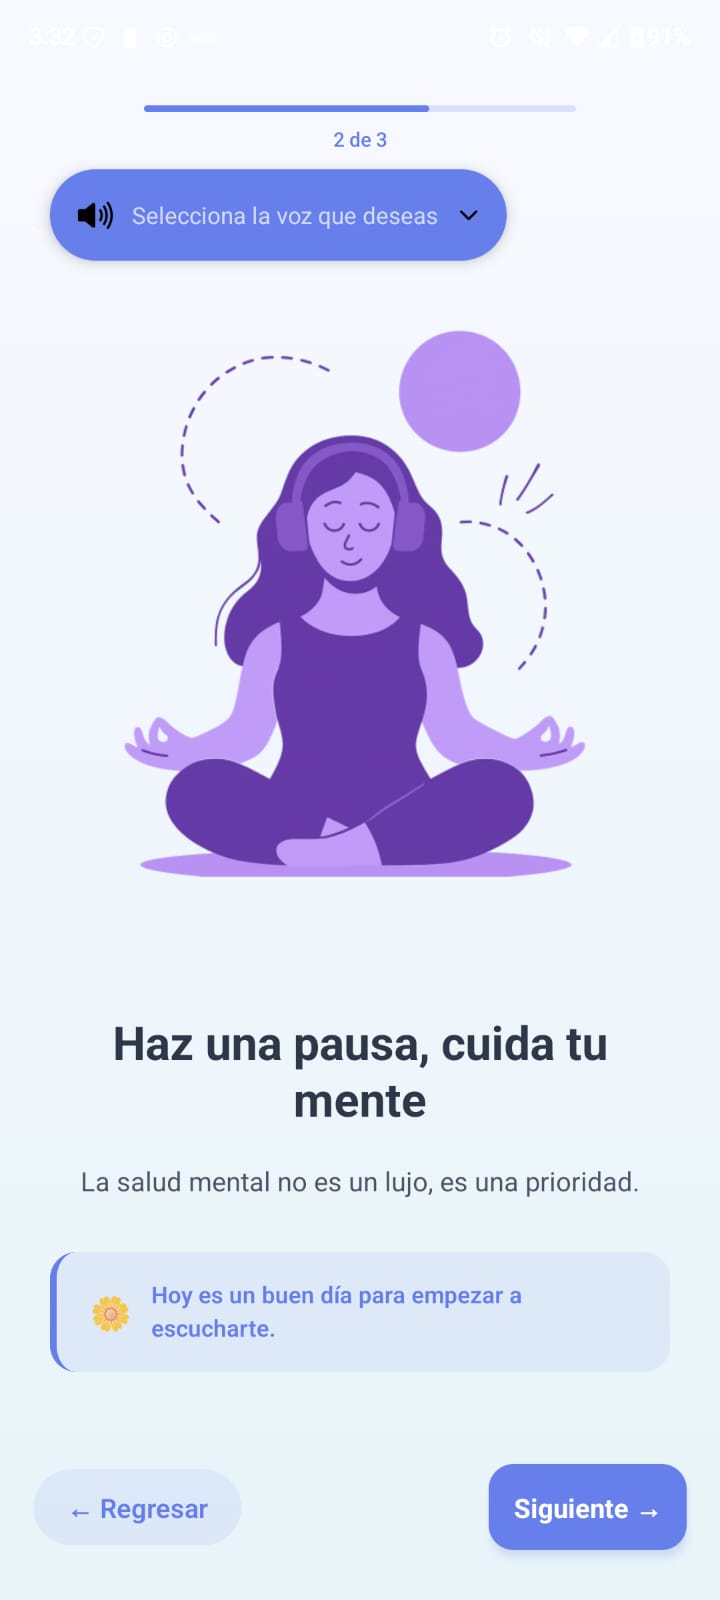 3:32
91%
2 de 3
Selecciona la voz que deseas
Haz una pausa, cuida tu
mente
La salud mental no es un lujo, es una prioridad.
Hoy es un buen día para empezar a
escucharte.
← Regresar
Siguiente →